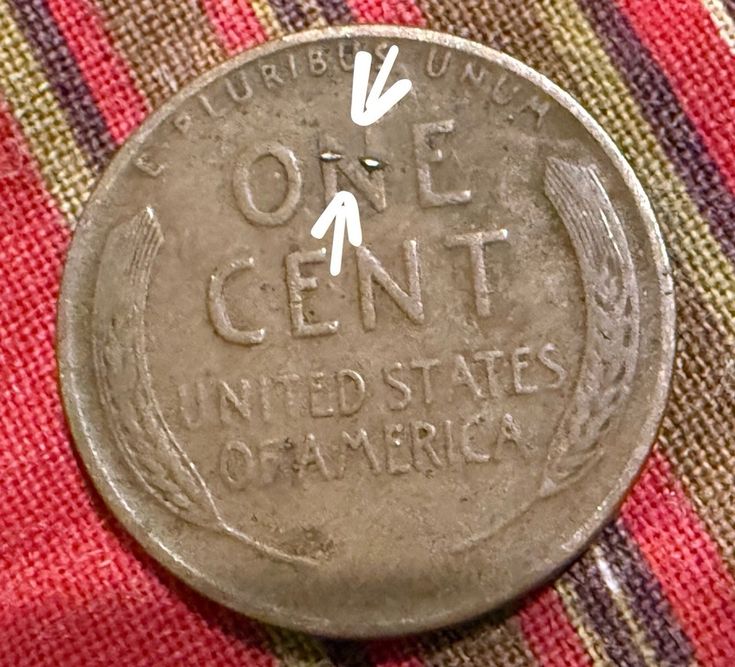 E PLURIBUS UNUM
ONE
CENT
UNITED STATES
OF AMERICA